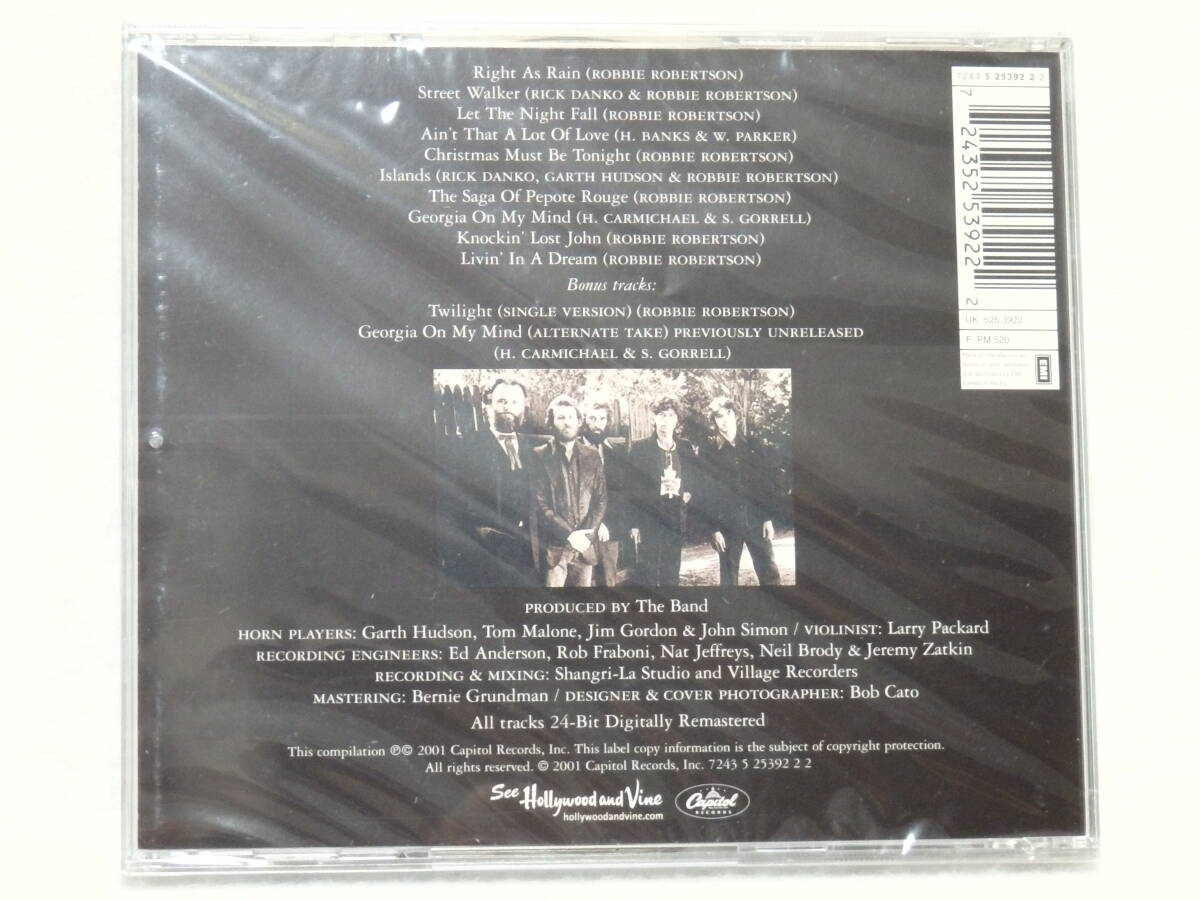 Right As Rain (ROBBIE ROBERTSON)
Street Walker (RICK DANKO & ROBBIE ROBERTSON)
Let The Night Fall (ROBBIE ROBERTSON)
Ain't That A Lot Of Love (H. BANKS & W. PARKER)
Christmas Must Be Tonight (ROBBIE ROBERTSON)
Islands (RICK DANKO, GARTH HUDSON & ROBBIE ROBERTSON)
The Saga Of Pepote Rouge (ROBBIE ROBERTSON)
Georgia On My Mind (H. CARMICHAEL & S. GORRELL)
Knockin' Lost John (ROBBIE ROBERTSON)
Livin' In A Dream (ROBBIE ROBERTSON)
Bonus tracks:
Twilight (SINGLE VERSION) (ROBBIE ROBERTSON)
Georgia On My Mind (ALTERNATE TAKE) PREVIOUSLY UNRELEASED
(H. CARMICHAEL & S. GORRELL)
7243 5 25392 2 2
7 24352 53922 2
UK: 525 3922
F: PM 520
EMI
PRODUCED BY The Band
HORN PLAYERS: Garth Hudson, Tom Malone, Jim Gordon & John Simon / VIOLINIST: Larry Packard
RECORDING ENGINEERS: Ed Anderson, Rob Fraboni, Nat Jeffreys, Neil Brody & Jeremy Zatkin
RECORDING & MIXING: Shangri-La Studio and Village Recorders
MASTERING: Bernie Grundman / DESIGNER & COVER PHOTOGRAPHER: Bob Cato
All tracks 24-Bit Digitally Remastered
This compilation ℗© 2001 Capitol Records, Inc. This label copy information is the subject of copyright protection.
All rights reserved. © 2001 Capitol Records, Inc. 7243 5 25392 2 2
See Hollywood and Vine
hollywoodandvine.com
Capitol
RECORDS